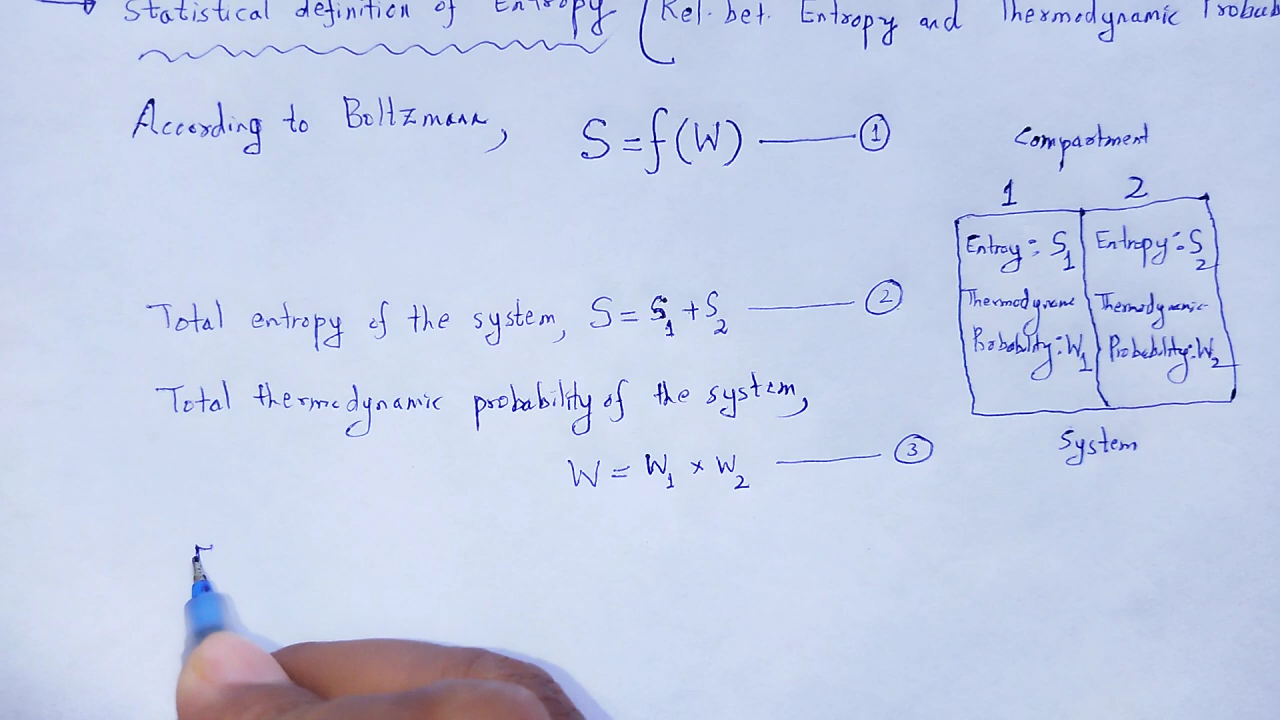 Statistical definition of Entropy (Rel. bet. Entropy and Thermodynamic Probab
According to Boltzmann, S = f(W) —— ①
Total entropy of the system, S = S₁ + S₂ —— ②
Total thermodynamic probability of the system,
W = W₁ × W₂ —— ③
Compartment
1 2
Entroy: S₁ Entropy: S₂
Thermodynamic Thermodynamic
Probability: W₁ Probability: W₂
System